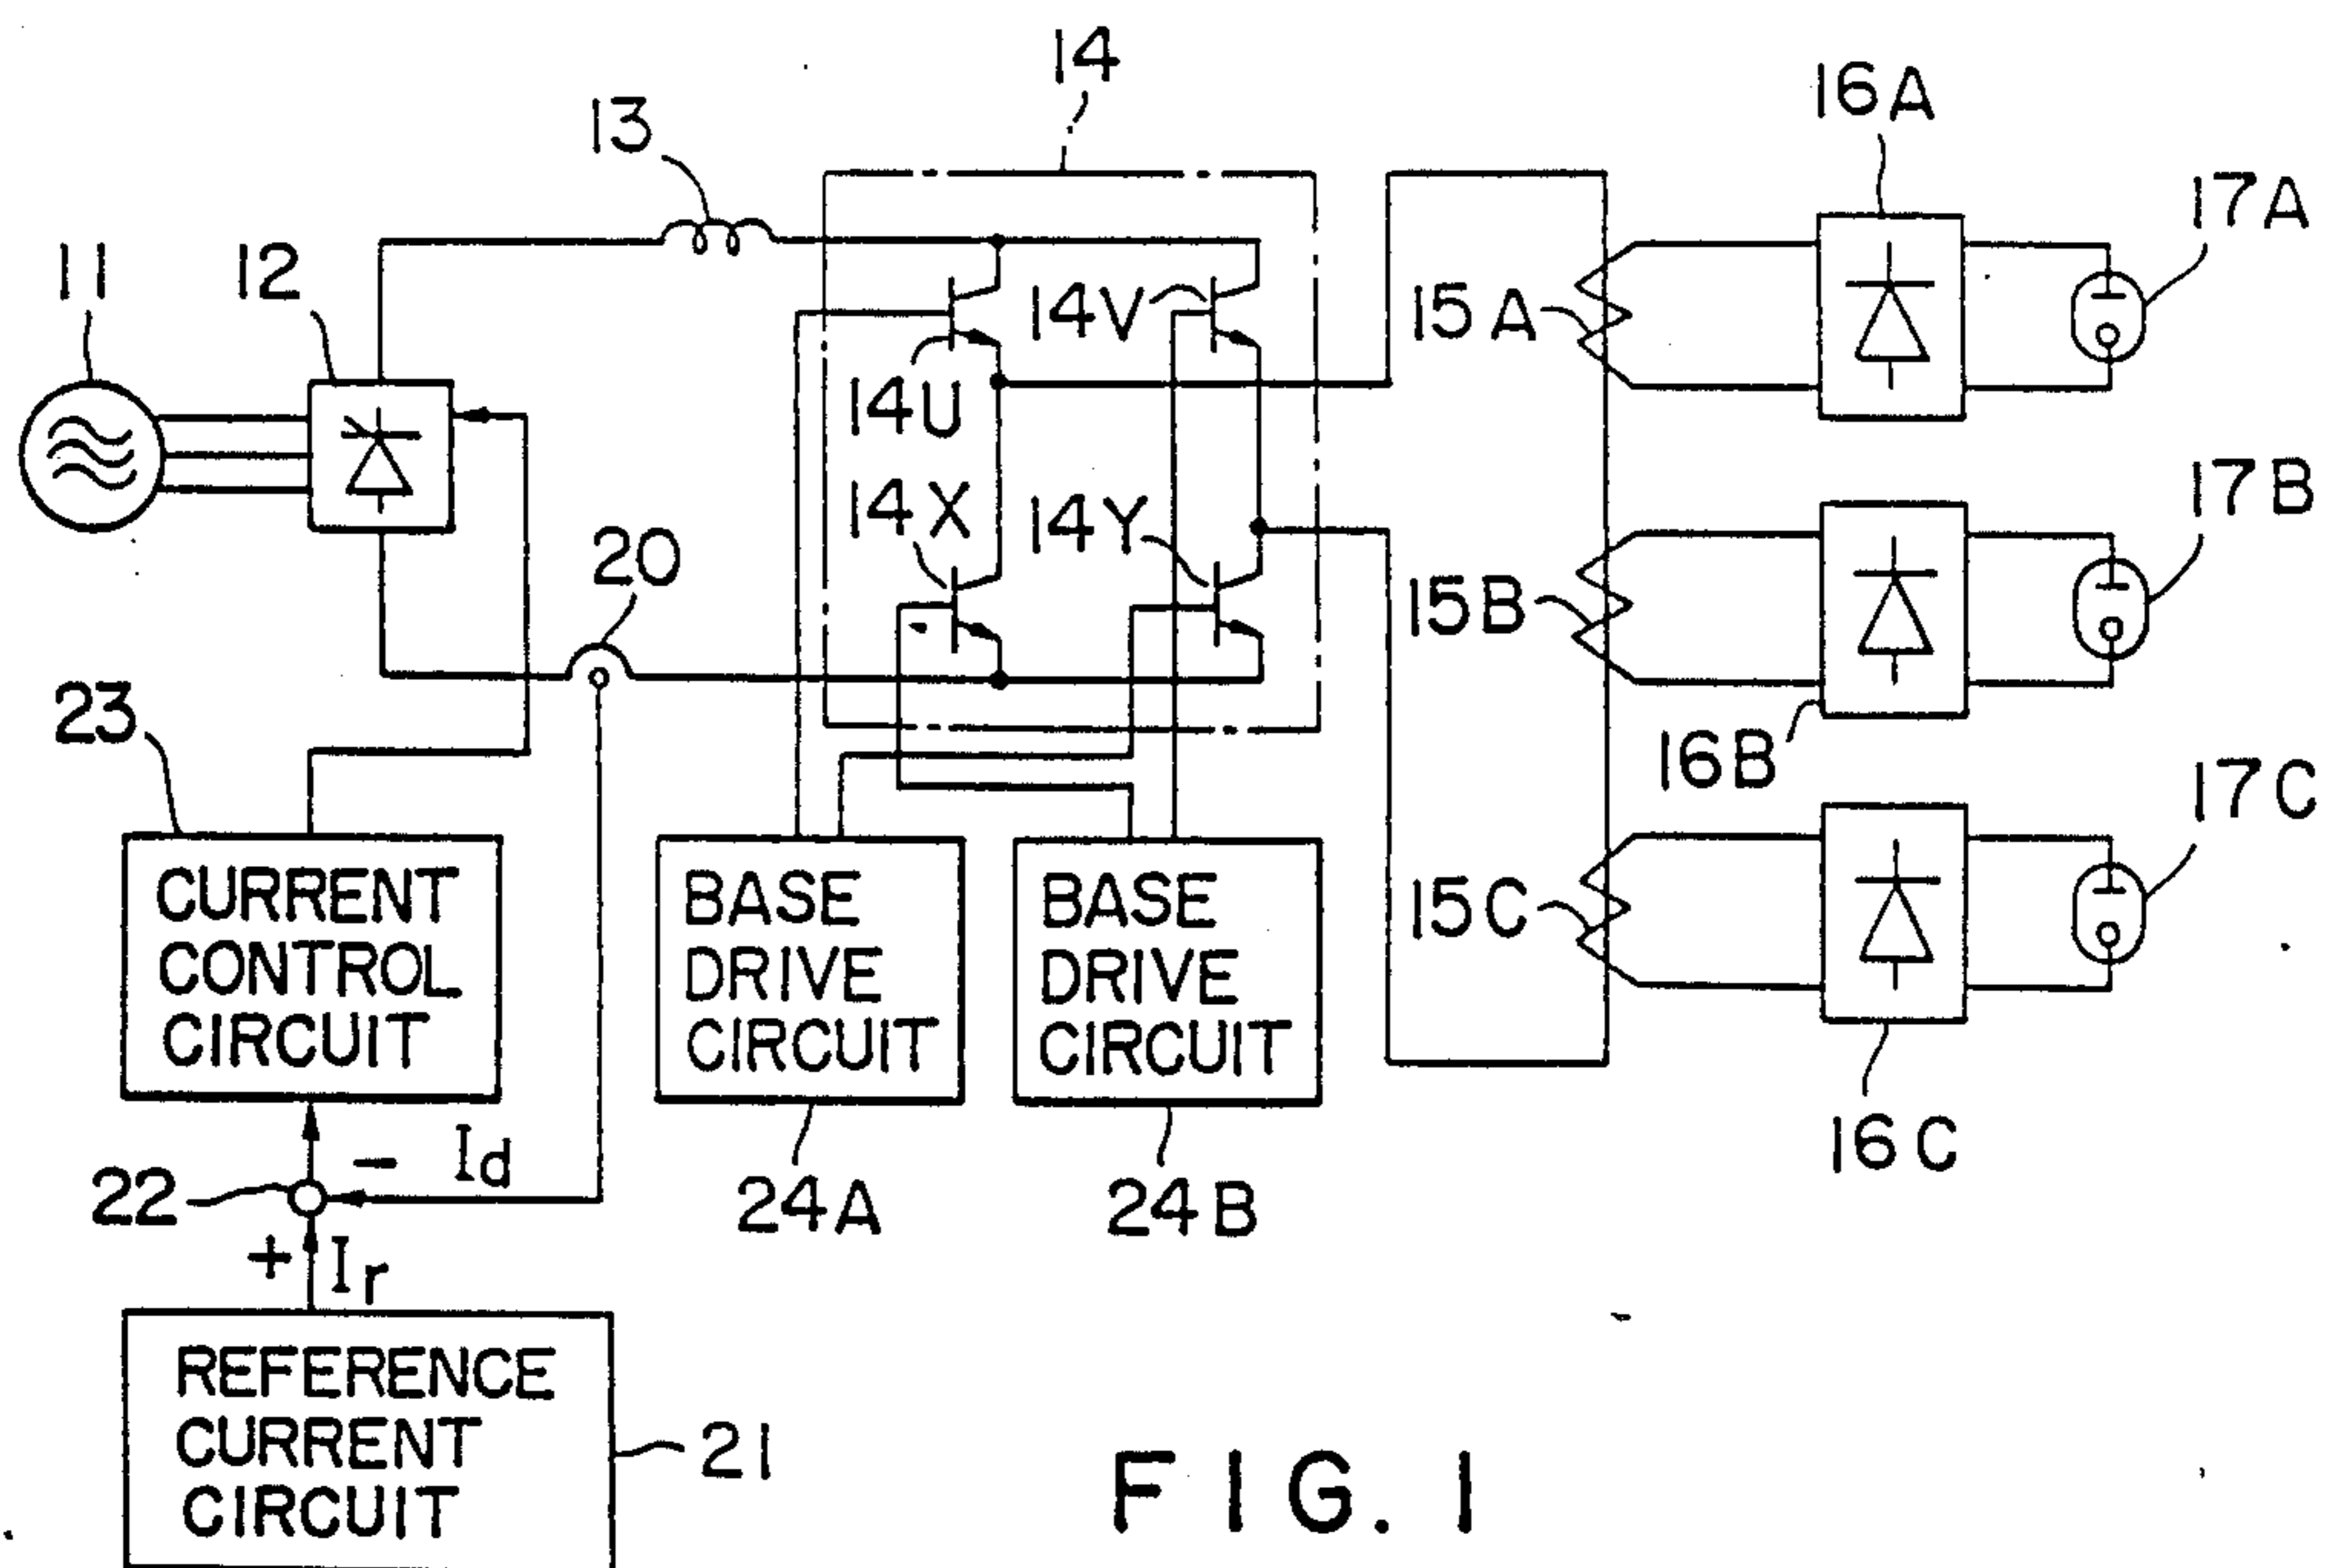 14
16A
13
17A
11
12
14V
15A
14U
17B
14X
14Y
20
15B
23
16B
17C
CURRENT
CONTROL
CIRCUIT
BASE
DRIVE
CIRCUIT
BASE
DRIVE
CIRCUIT
15C
- Id
16C
22
24A
24B
+ Ir
REFERENCE
CURRENT
CIRCUIT
21
FIG. 1